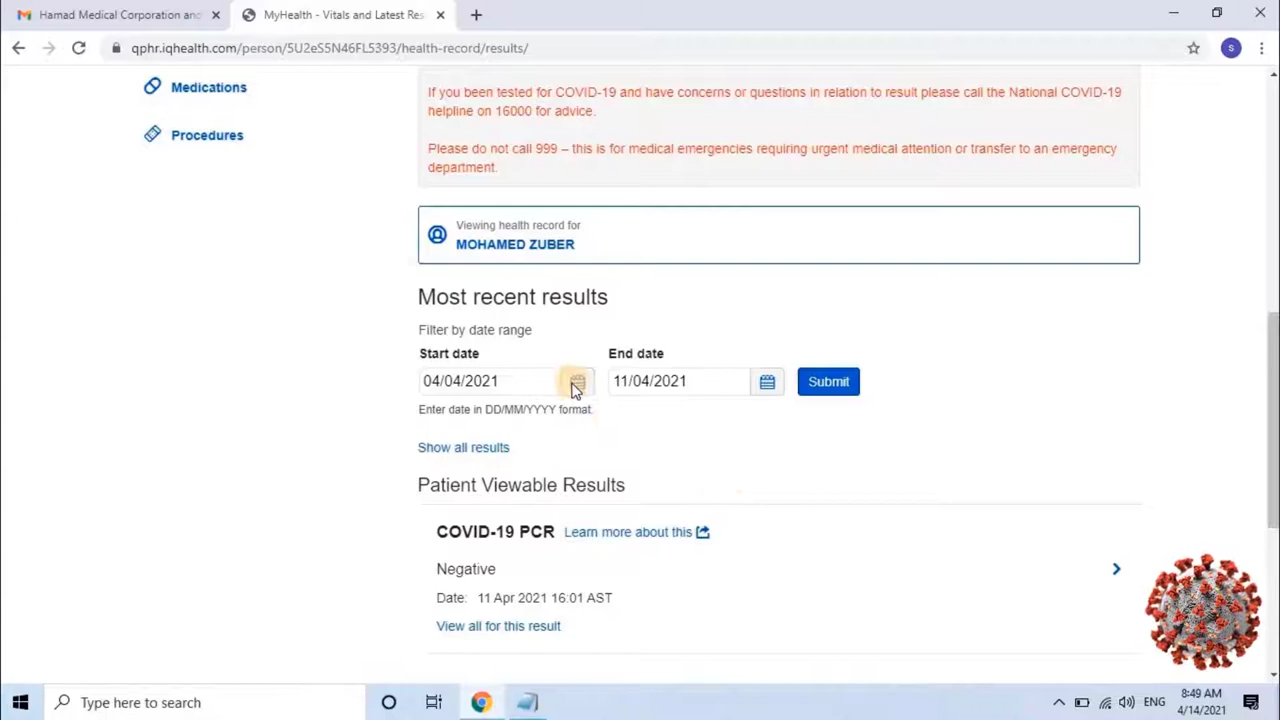 Hamad Medical Corporation and
MyHealth - Vitals and Latest Res
qphr.iqhealth.com/person/5U2eS5N46FL5393/health-record/results/
S
Medications
Procedures
If you been tested for COVID-19 and have concerns or questions in relation to result please call the National COVID-19
helpline on 16000 for advice.
Please do not call 999 – this is for medical emergencies requiring urgent medical attention or transfer to an emergency
department.
Viewing health record for
MOHAMED ZUBER
Most recent results
Filter by date range
Start date
End date
04/04/2021
11/04/2021
Submit
Enter date in DD/MM/YYYY format.
Show all results
Patient Viewable Results
COVID-19 PCR Learn more about this
Negative
Date: 11 Apr 2021 16:01 AST
View all for this result
Type here to search
ENG
8:49 AM
4/14/2021